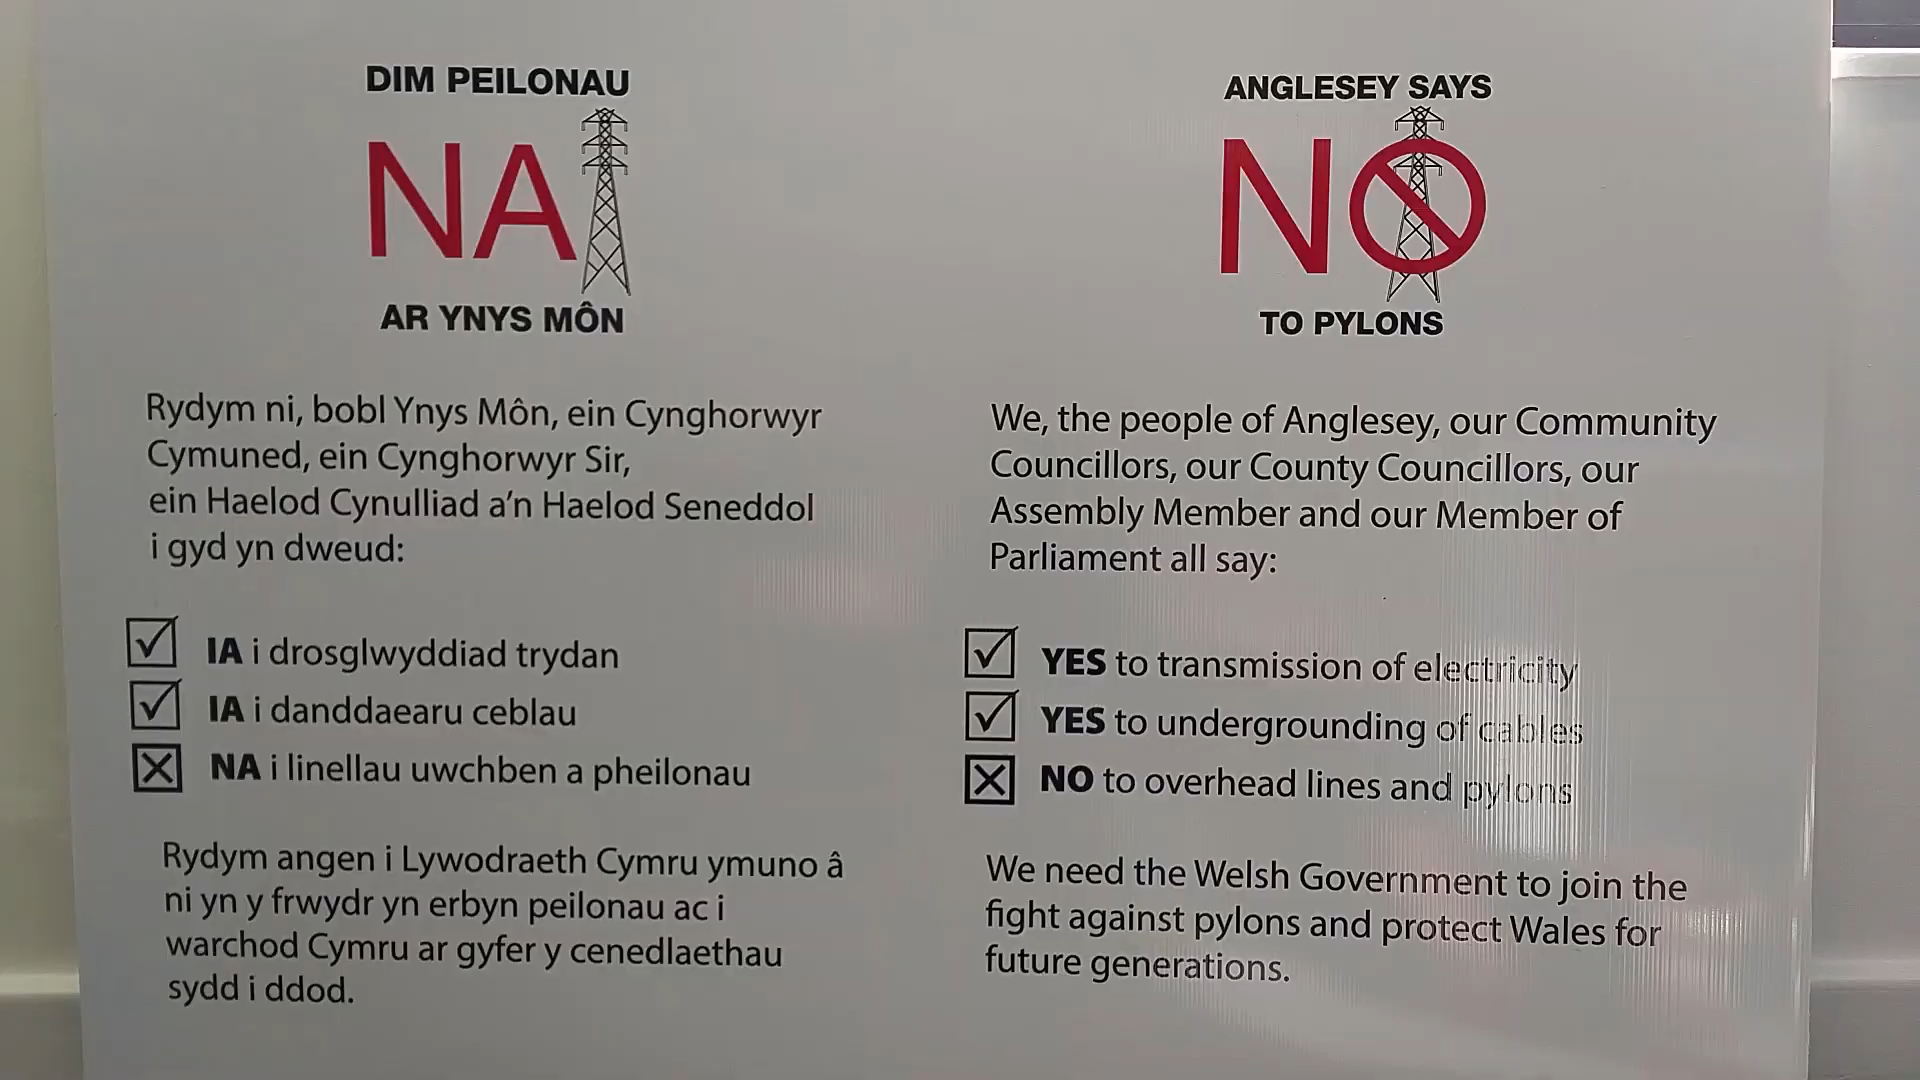 DIM PEILONAU
NA
AR YNYS MÔN
Rydym ni, bobl Ynys Môn, ein Cynghorwyr
Cymuned, ein Cynghorwyr Sir,
ein Haelod Cynulliad a'n Haelod Seneddol
i gyd yn dweud:
IA i drosglwyddiad trydan
IA i danddaearu ceblau
NA i linellau uwchben a pheilonau
Rydym angen i Lywodraeth Cymru ymuno â
ni yn y frwydr yn erbyn peilonau ac i
warchod Cymru ar gyfer y cenedlaethau
sydd i ddod.
ANGLESEY SAYS
NO
TO PYLONS
We, the people of Anglesey, our Community
Councillors, our County Councillors, our
Assembly Member and our Member of
Parliament all say:
YES to transmission of electricity
YES to undergrounding of cables
NO to overhead lines and pylons
We need the Welsh Government to join the
fight against pylons and protect Wales for
future generations.